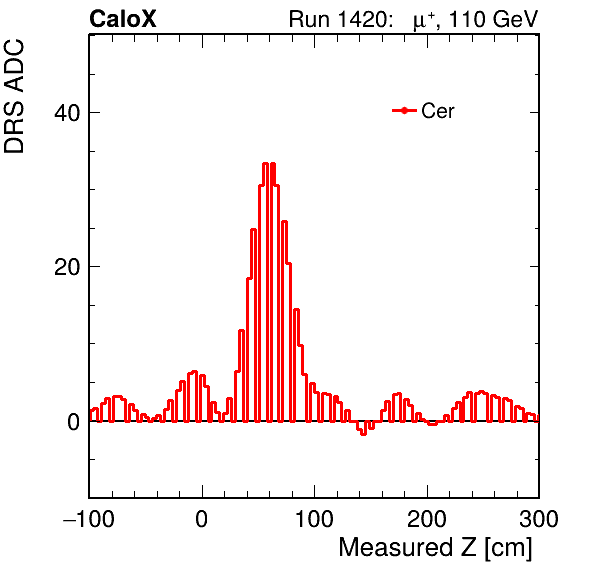 CaloX Run 1420: μ⁺, 110 GeV
DRS ADC
40
20
0
Cer
−100 0 100 200 300
Measured Z [cm]